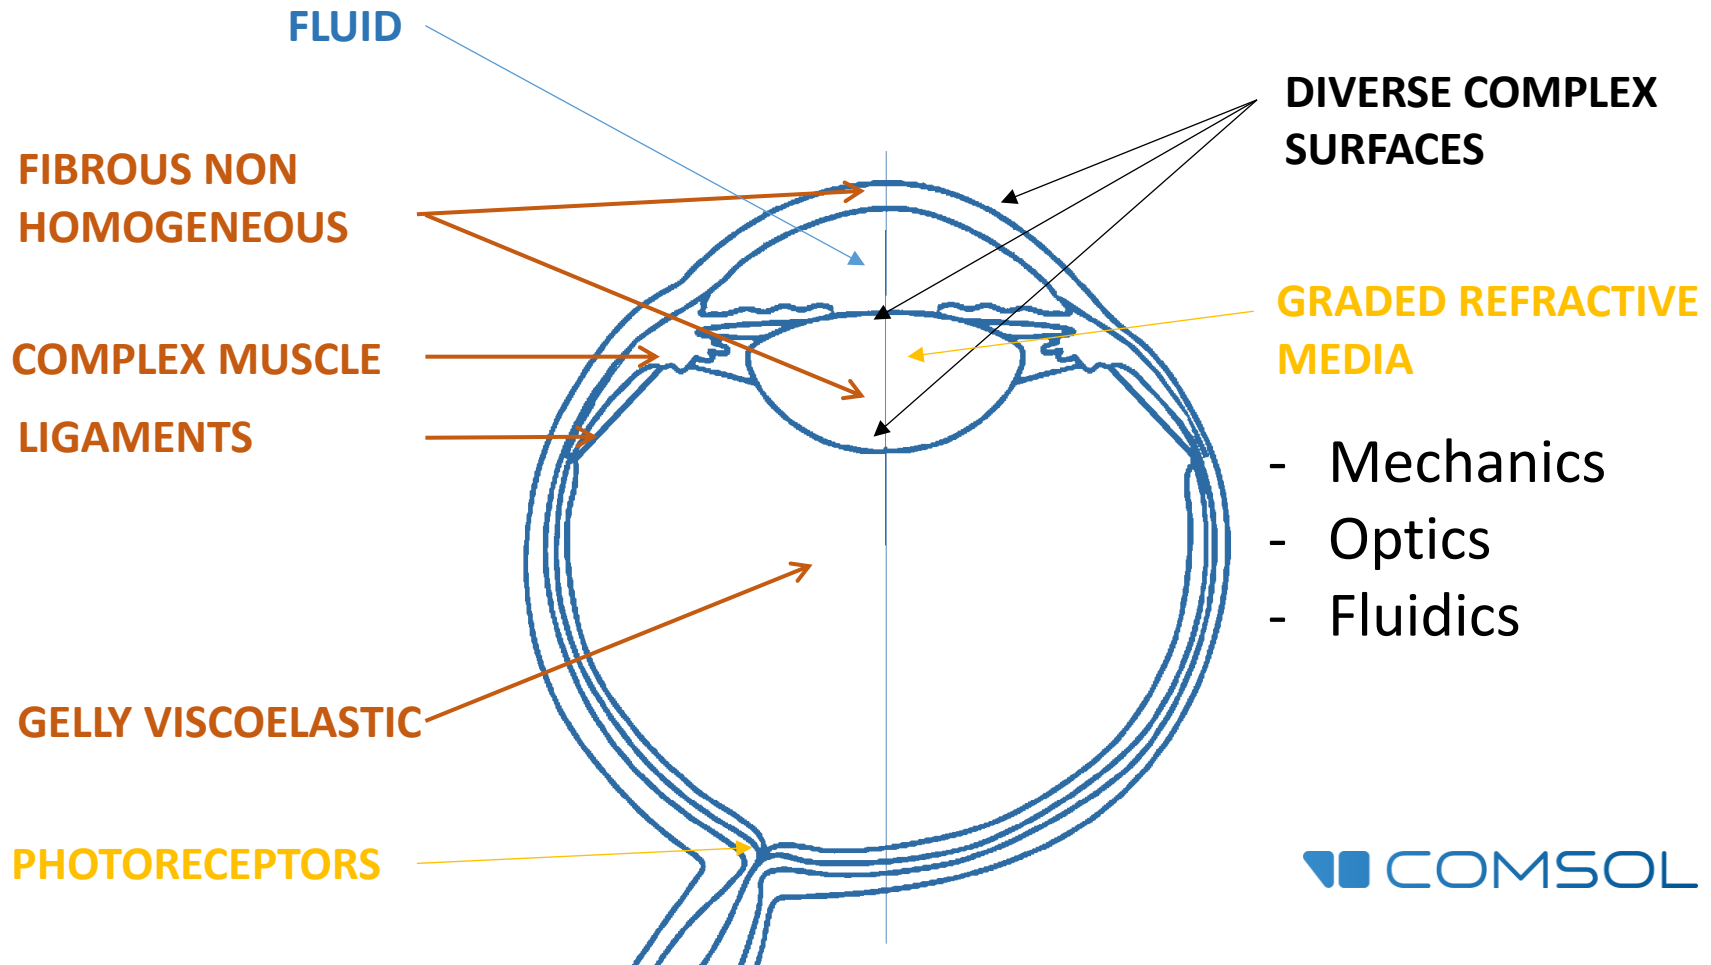 FLUID
DIVERSE COMPLEX
SURFACES
FIBROUS NON
HOMOGENEOUS
GRADED REFRACTIVE
MEDIA
COMPLEX MUSCLE
LIGAMENTS
- Mechanics
- Optics
- Fluidics
GELLY VISCOELASTIC
PHOTORECEPTORS
COMSOL